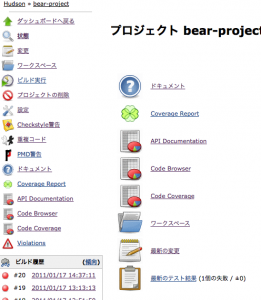 Hudson » bear-project
ダッシュボードへ戻る
状態
変更
ワークスペース
ビルド実行
プロジェクトの削除
設定
Checkstyle警告
重複コード
PMD警告
ドキュメント
Coverage Report
API Documentation
Code Browser
Code Coverage
Violations
ビルド履歴 (傾向)
#20 2011/01/17 14:37:11
#19 2011/01/17 13:13:13
プロジェクト bear-project
ドキュメント
Coverage Report
API Documentation
Code Browser
Code Coverage
ワークスペース
最新の変更
最新のテスト結果 (1個の失敗 / ±0)